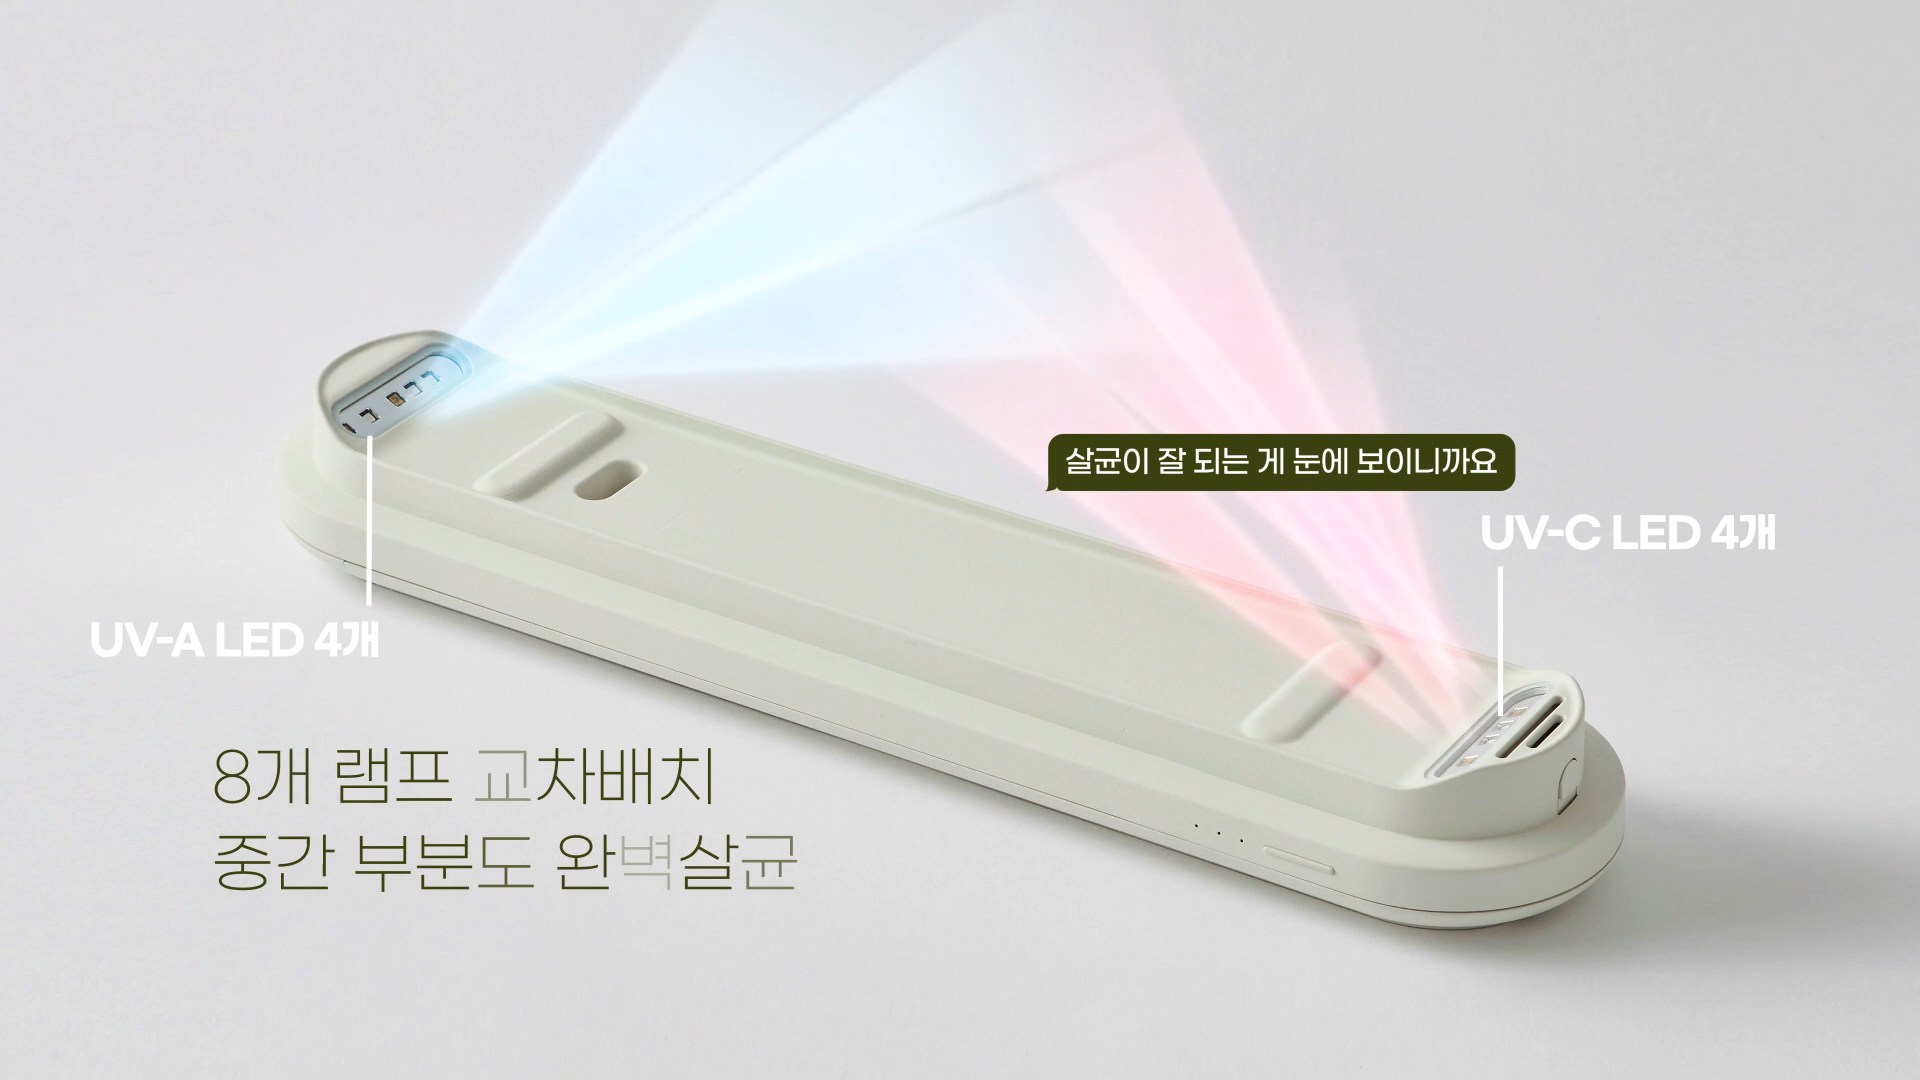 살균이 잘 되는 게 눈에 보이니까요
UV-C LED 4개
UV-A LED 4개
8개 램프 교차배치
중간 부분도 완벽살균